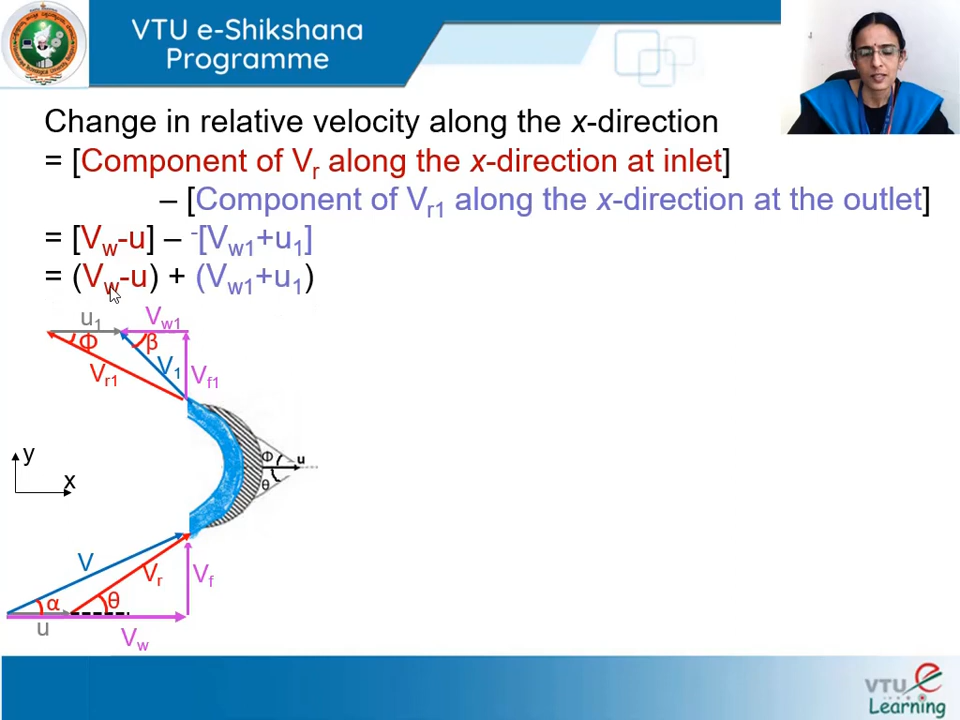 VTU e-Shikshana
Programme
Change in relative velocity along the x-direction
= [Component of Vr along the x-direction at inlet]
– [Component of Vr1 along the x-direction at the outlet]
= [Vw-u] – -[Vw1+u1]
= (Vw-u) + (Vw1+u1)
u1
Vw1
Φ
β
Vr1
V1
Vf1
Φ
u
θ
y
x
V
Vr
Vf
α
θ
u
Vw
VTU e
Learning